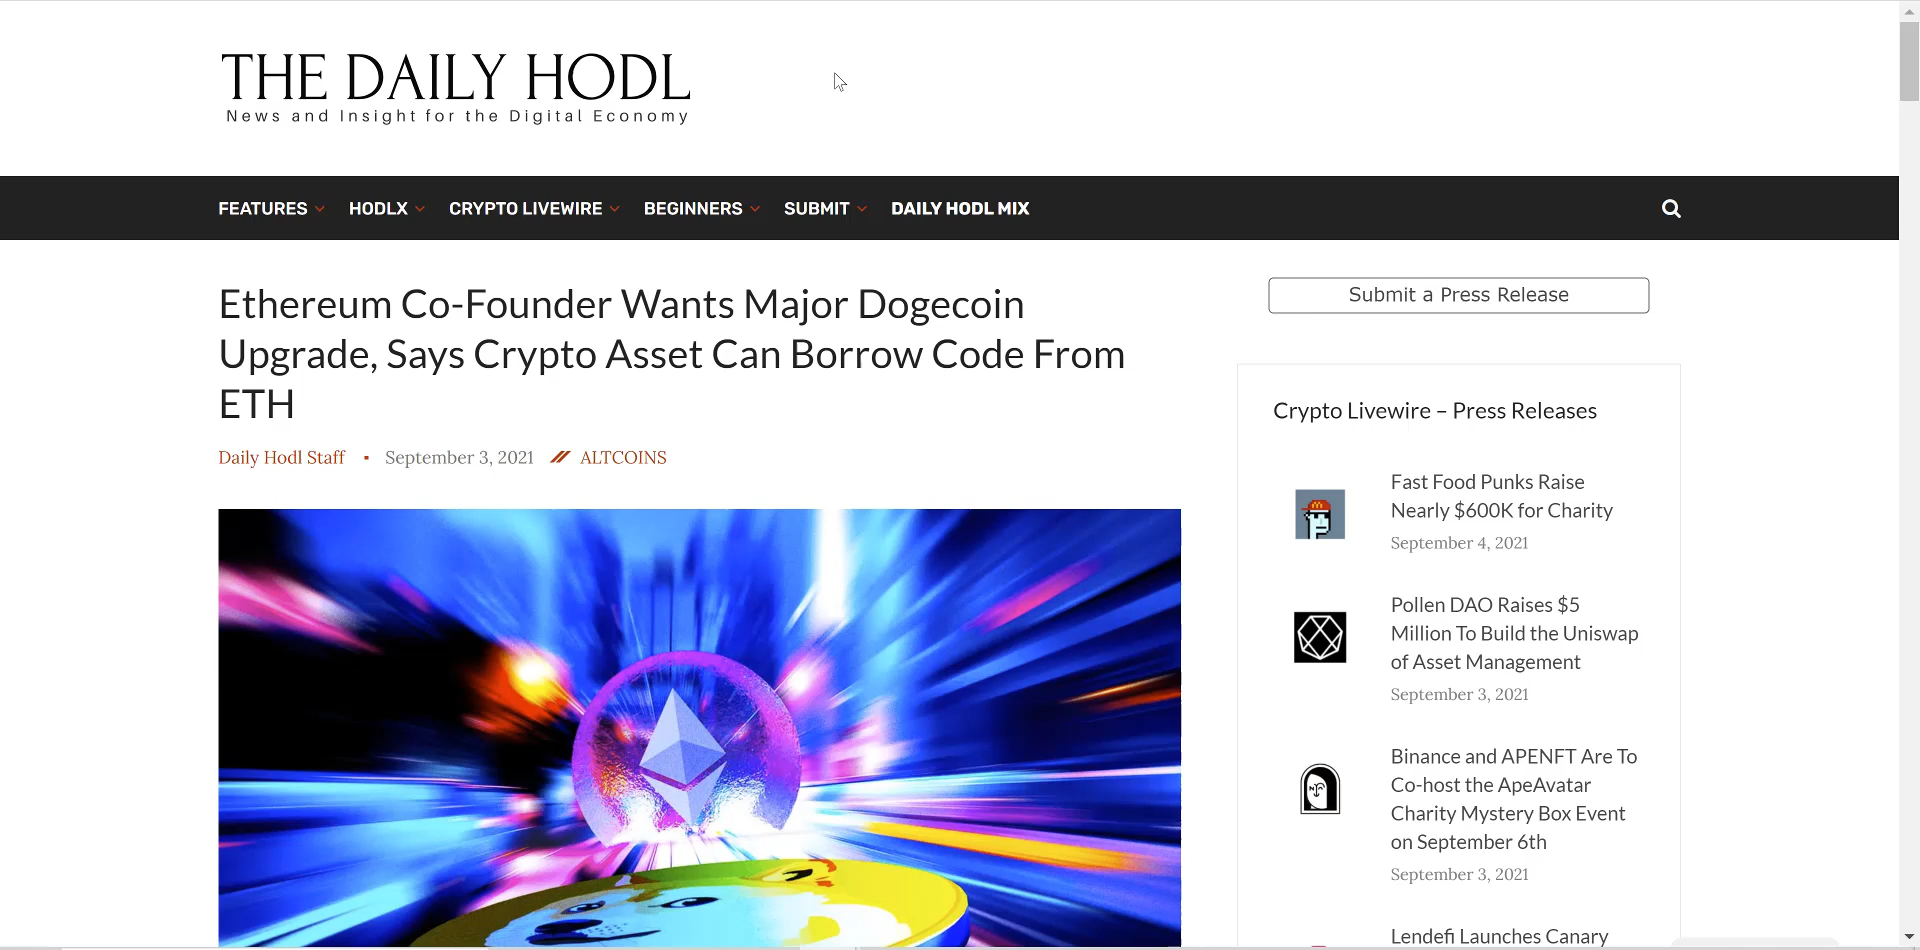 THE DAILY HODL
News and Insight for the Digital Economy
FEATURES HODLX CRYPTO LIVEWIRE BEGINNERS SUBMIT DAILY HODL MIX
Ethereum Co-Founder Wants Major Dogecoin
Upgrade, Says Crypto Asset Can Borrow Code From
ETH
Daily Hodl Staff ▪ September 3, 2021 ALTCOINS
Submit a Press Release
Crypto Livewire – Press Releases
Fast Food Punks Raise
Nearly $600K for Charity
September 4, 2021
Pollen DAO Raises $5
Million To Build the Uniswap
of Asset Management
September 3, 2021
Binance and APENFT Are To
Co-host the ApeAvatar
Charity Mystery Box Event
on September 6th
September 3, 2021
Lendefi Launches Canary